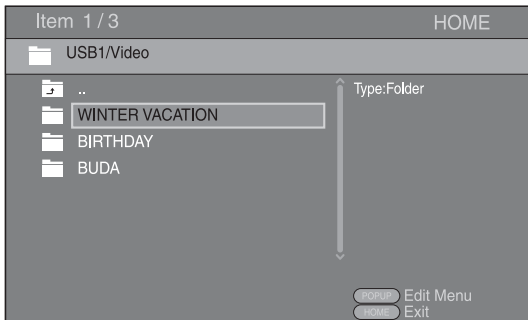 Item 1/3 HOME
USB1/Video
..
WINTER VACATION
BIRTHDAY
BUDA
Type:Folder
POPUP Edit Menu
HOME Exit